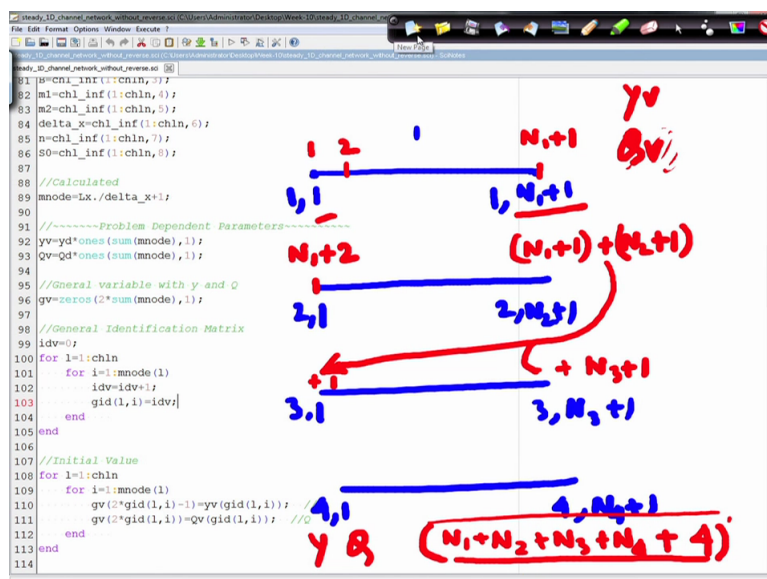 steady_1D_channel_network_without_reverse.sci (C:\Users\Administrator\Desktop\Week-10\steady_1D_channel_ne
File Edit Format Options Window Execute ?
New Page
steady_1D_channel_network_without_reverse.sci
81 B=chl_inf(1:chln,3);
82 m1=chl_inf(1:chln,4);
83 m2=chl_inf(1:chln,5);
84 delta_x=chl_inf(1:chln,6);
85 n=chl_inf(1:chln,7);
86 S0=chl_inf(1:chln,8);
87
88 //Calculated
89 mnode=Lx./delta_x+1;
90
91 //~~~~~~~Problem Dependent Parameters~~~~~~~~~~
92 yv=yd*ones(sum(mnode),1);
93 Qv=Qd*ones(sum(mnode),1);
94
95 //Gneral variable with y and Q
96 gv=zeros(2*sum(mnode),1);
97
98 //General Identification Matrix
99 idv=0;
100 for l=1:chln
101 for i=1:mnode(l)
102 idv=idv+1;
103 gid(l,i)=idv;
104 end
105 end
106
107 //Initial Value
108 for l=1:chln
109 for i=1:mnode(l)
110 gv(2*gid(l,i)-1)=yv(gid(l,i)); /
111 gv(2*gid(l,i))=Qv(gid(l,i)); //Q
112 end
113 end
114
yv
Qv
1
1 2 N1+1
1,1 1, N1+1
N1+2 (N1+1)+(N2+1)
2,1 2,N2+1
+1 + N3+1
3.1 3, N3+1
4,1 4, N4+1
y Q (N1+N2+N3+N4+4)